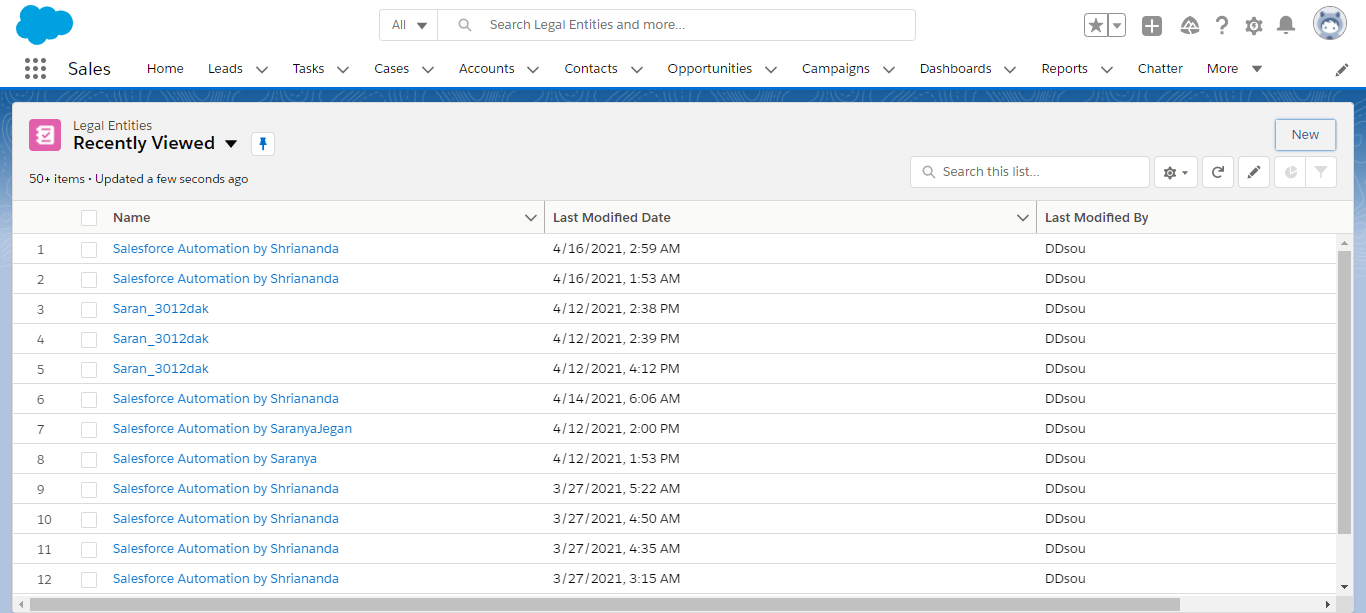 All Search Legal Entities and more...
Sales Home Leads Tasks Cases Accounts Contacts Opportunities Campaigns Dashboards Reports Chatter More
Legal Entities
Recently Viewed
New
50+ items • Updated a few seconds ago
Search this list...
Name Last Modified Date Last Modified By
1 Salesforce Automation by Shriananda 4/16/2021, 2:59 AM DDsou
2 Salesforce Automation by Shriananda 4/16/2021, 1:53 AM DDsou
3 Saran_3012dak 4/12/2021, 2:38 PM DDsou
4 Saran_3012dak 4/12/2021, 2:39 PM DDsou
5 Saran_3012dak 4/12/2021, 4:12 PM DDsou
6 Salesforce Automation by Shriananda 4/14/2021, 6:06 AM DDsou
7 Salesforce Automation by SaranyaJegan 4/12/2021, 2:00 PM DDsou
8 Salesforce Automation by Saranya 4/12/2021, 1:53 PM DDsou
9 Salesforce Automation by Shriananda 3/27/2021, 5:22 AM DDsou
10 Salesforce Automation by Shriananda 3/27/2021, 4:50 AM DDsou
11 Salesforce Automation by Shriananda 3/27/2021, 4:35 AM DDsou
12 Salesforce Automation by Shriananda 3/27/2021, 3:15 AM DDsou